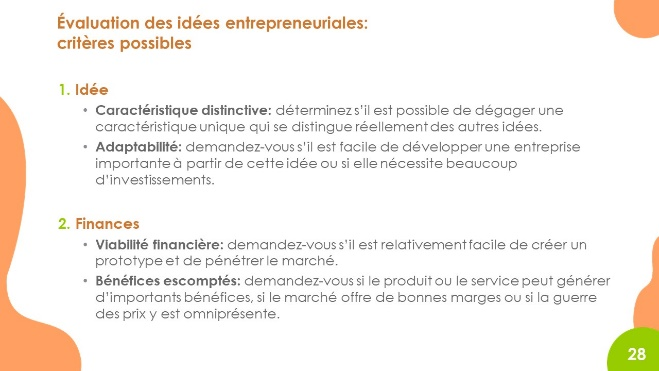 Évaluation des idées entrepreneuriales:
critères possibles
1. Idée
• Caractéristique distinctive: déterminez s'il est possible de dégager une
caractéristique unique qui se distingue réellement des autres idées.
• Adaptabilité: demandez-vous s'il est facile de développer une entreprise
importante à partir de cette idée ou si elle nécessite beaucoup
d'investissements.
2. Finances
• Viabilité financière: demandez-vous s'il est relativement facile de créer un
prototype et de pénétrer le marché.
• Bénéfices escomptés: demandez-vous si le produit ou le service peut générer
d'importants bénéfices, si le marché offre de bonnes marges ou si la guerre
des prix y est omniprésente.
28